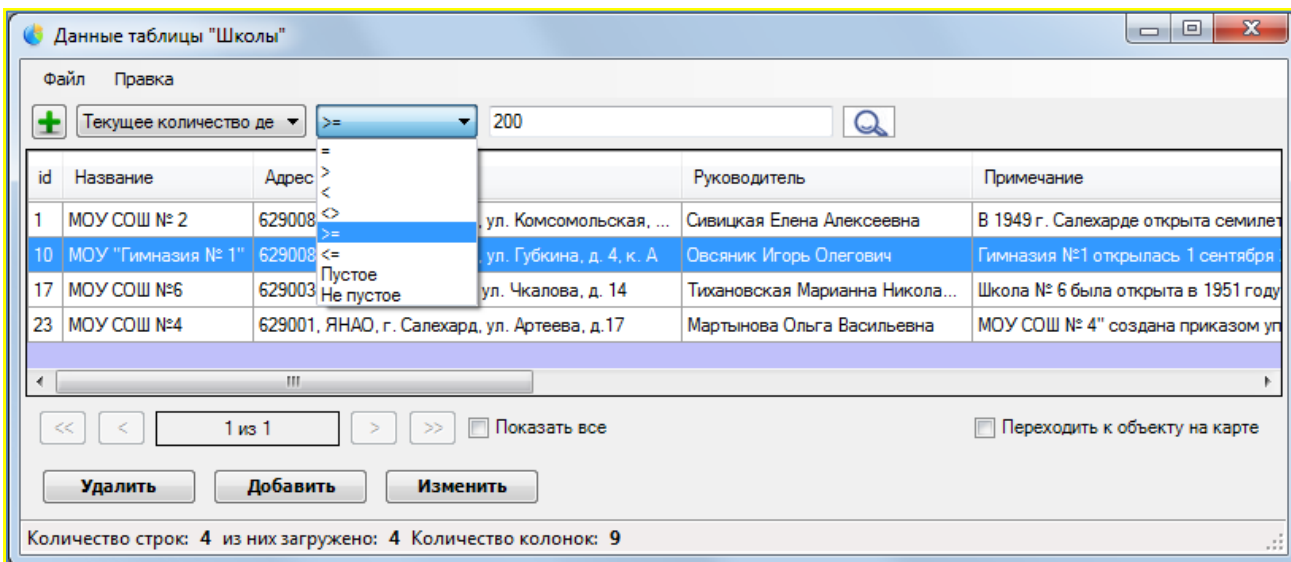 Данные таблицы "Школы"
Файл Правка
Текущее количество де >= 200
=
>
<
<>
>=
<=
Пустое
Не пустое
id Название Адрес Руководитель Примечание
1 МОУ СОШ № 2 629008 , ул. Комсомольская, ... Сивицкая Елена Алексеевна В 1949 г. Салехарде открыта семилет
10 МОУ "Гимназия № 1" 629008 , ул. Губкина, д. 4, к. А Овсяник Игорь Олегович Гимназия №1 открылась 1 сентября
17 МОУ СОШ №6 629003 ул. Чкалова, д. 14 Тихановская Марианна Никола... Школа № 6 была открыта в 1951 году
23 МОУ СОШ №4 629001, ЯНАО, г. Салехард, ул. Артеева, д.17 Мартынова Ольга Васильевна МОУ СОШ № 4" создана приказом уп
<< < 1 из 1 > >> Показать все Переходить к объекту на карте
Удалить Добавить Изменить
Количество строк: 4 из них загружено: 4 Количество колонок: 9